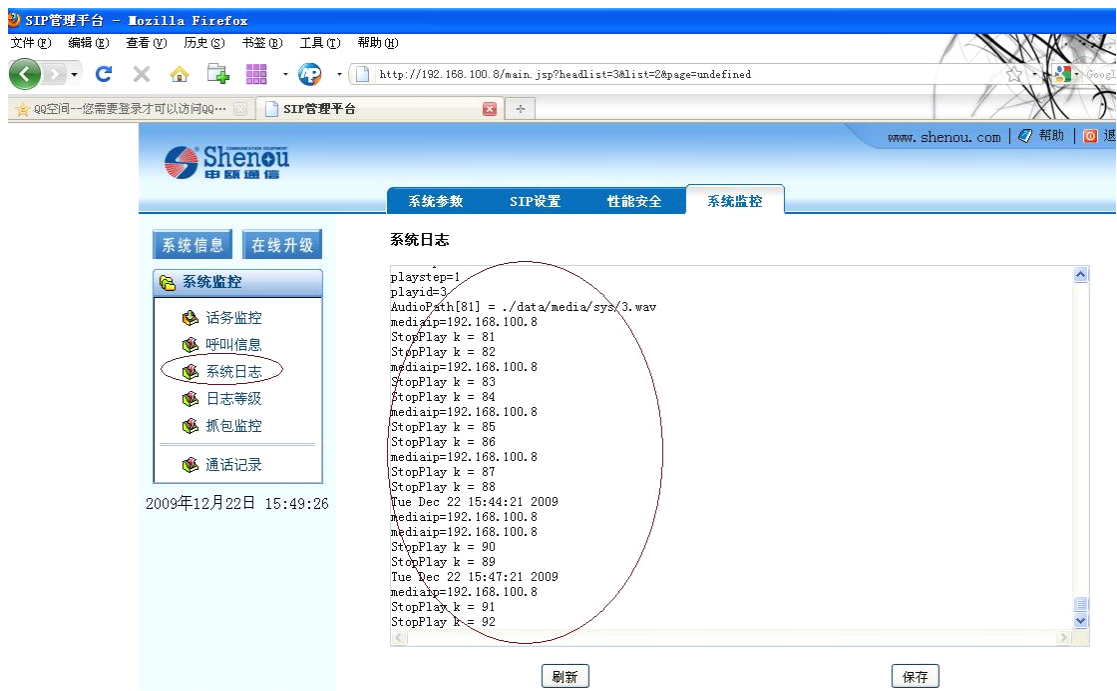 SIP管理平台 - Mozilla Firefox
文件(F) 编辑(E) 查看(V) 历史(S) 书签(B) 工具(T) 帮助(H)
http://192.168.100.8/main.jsp?headlist=3&list=2&page=undefined
Googl
QQ空间--您需要登录才可以访问QQ… SIP管理平台
www.shenou.com | 帮助 | 退
COMMUNICATION EQUIPMENT
Shenou
申瓯通信
系统参数 SIP设置 性能安全 系统监控
系统信息 在线升级
系统监控
话务监控
呼叫信息
系统日志
日志等级
抓包监控
通话记录
2009年12月22日 15:49:26
系统日志
playstep=1
playid=3
AudioPath[81] = ./data/media/sys/3.wav
mediaip=192.168.100.8
StopPlay k = 81
StopPlay k = 82
mediaip=192.168.100.8
StopPlay k = 83
StopPlay k = 84
mediaip=192.168.100.8
StopPlay k = 85
StopPlay k = 86
mediaip=192.168.100.8
StopPlay k = 87
StopPlay k = 88
Tue Dec 22 15:44:21 2009
mediaip=192.168.100.8
mediaip=192.168.100.8
StopPlay k = 90
StopPlay k = 89
Tue Dec 22 15:47:21 2009
mediaip=192.168.100.8
StopPlay k = 91
StopPlay k = 92
刷新 保存